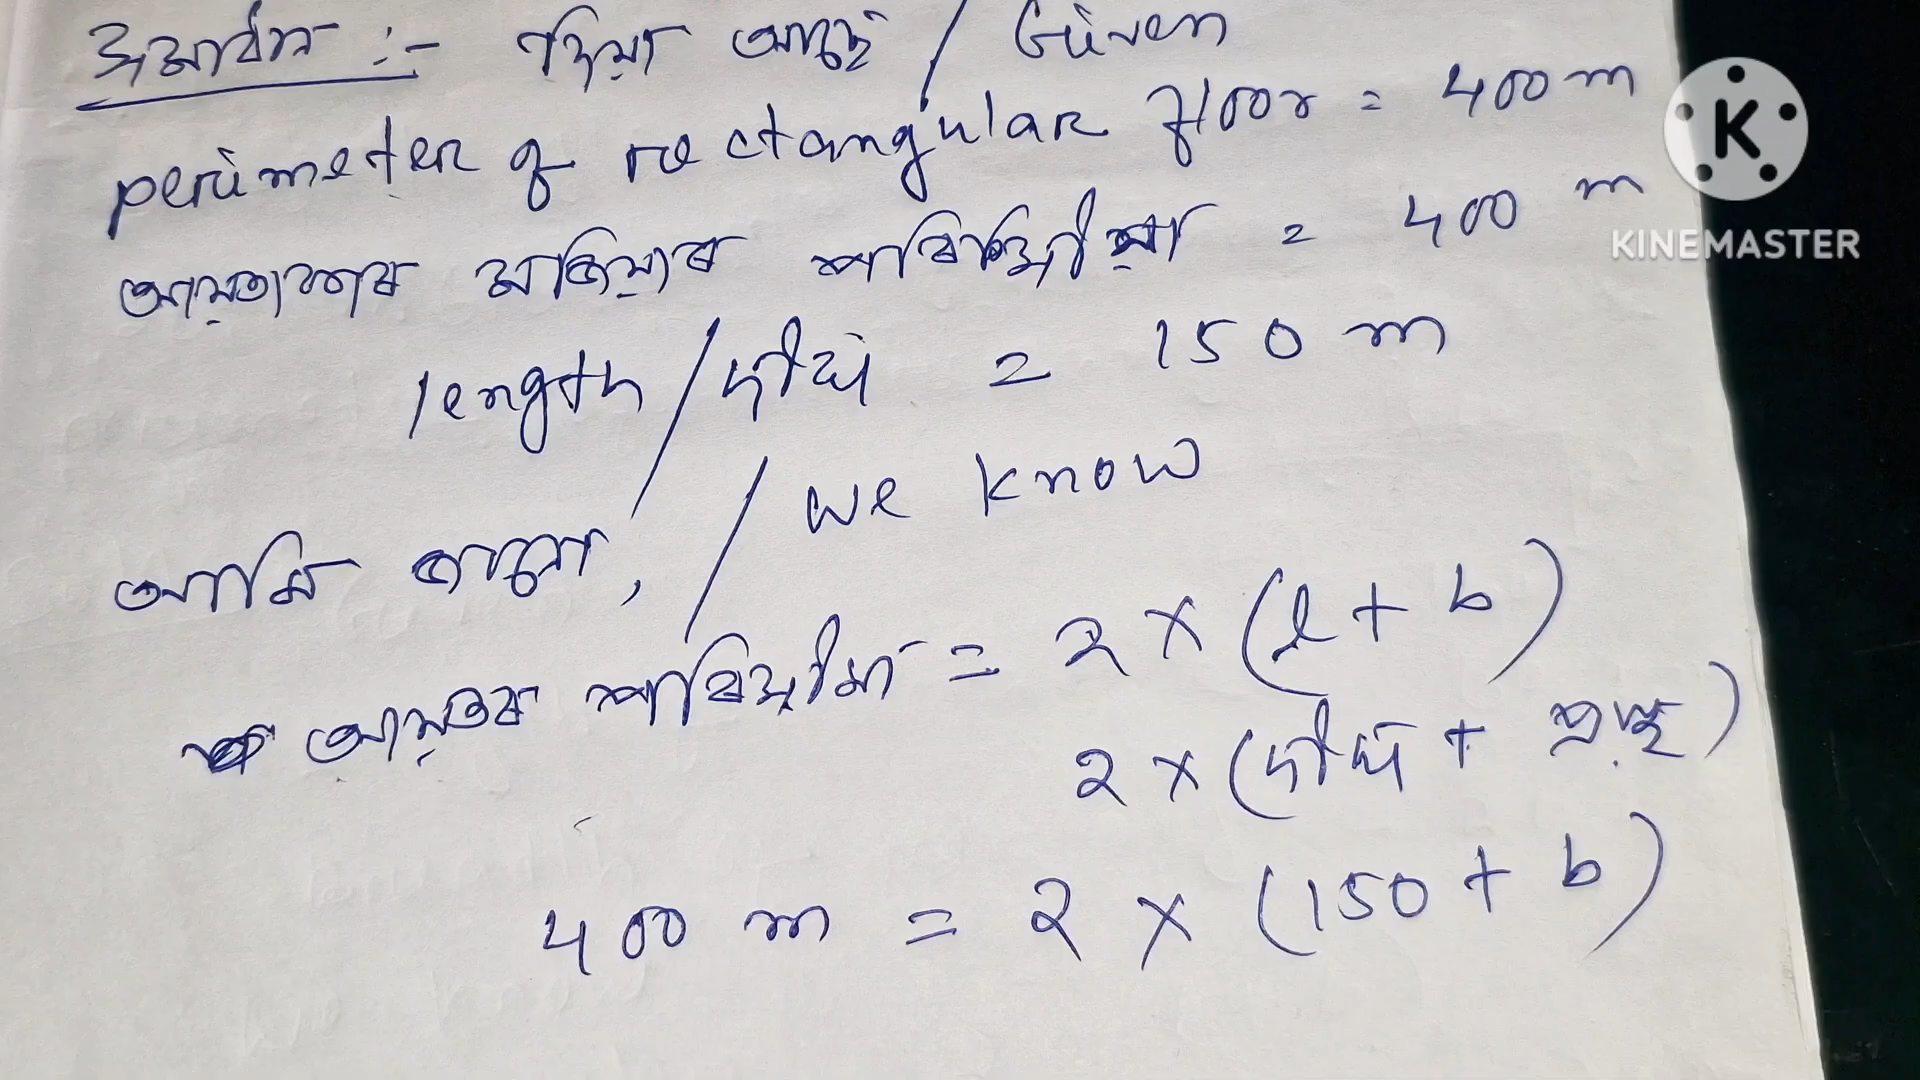 সমাধান :- দিয়া আছে / Given
perimeter of rectangular floor = 400 m
আয়তাকাৰ মজিয়াৰ পৰিসীমা = 400 m
length / দীঘ = 150 m
আমি জানো, / we know
আয়তৰ পৰিসীমা = 2 × (l + b)
2 × (দীঘ + প্ৰস্থ)
400 m = 2 × (150 + b)
K
KINEMASTER